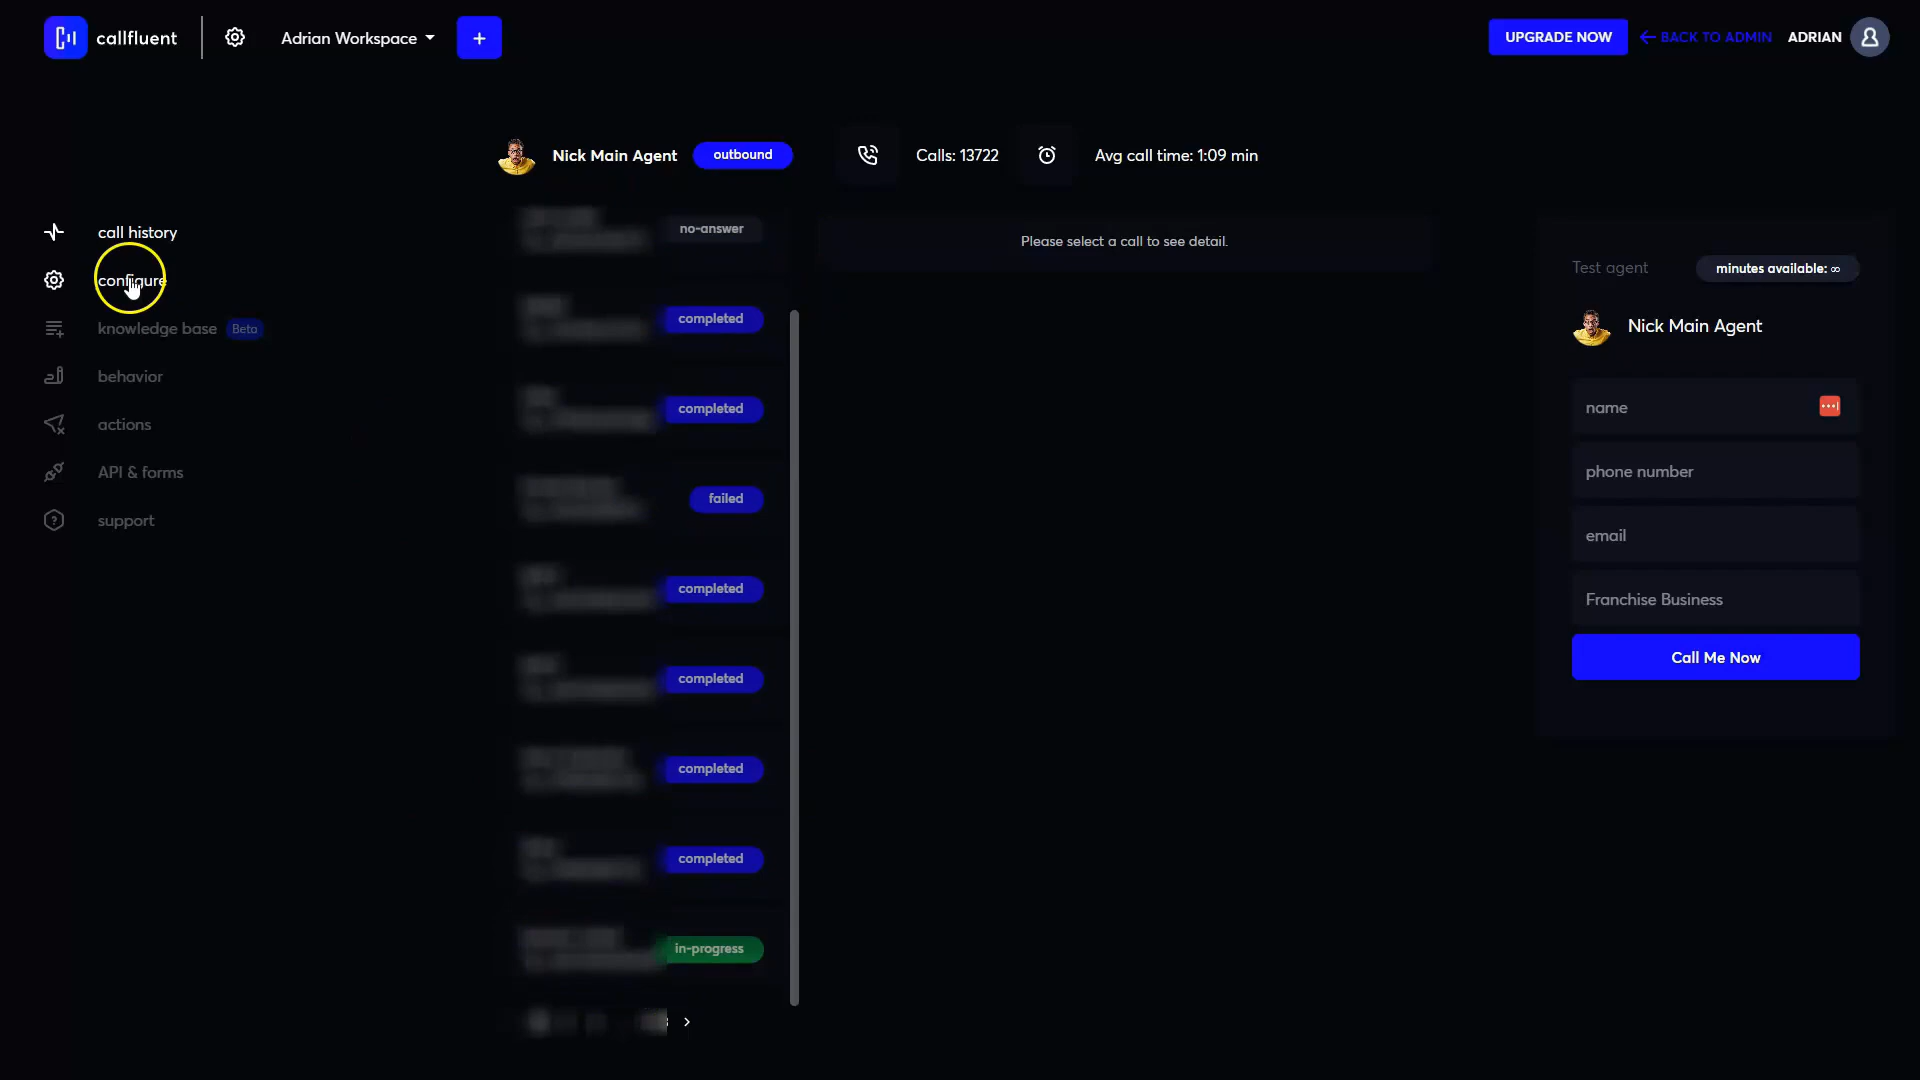 callfluent
Adrian Workspace
+
UPGRADE NOW
BACK TO ADMIN
ADRIAN
Nick Main Agent
outbound
Calls: 13722
Avg call time: 1:09 min
call history
configure
knowledge base Beta
behavior
actions
API & forms
support
no-answer
completed
completed
failed
completed
completed
completed
completed
in-progress
Please select a call to see detail.
Test agent
minutes available: ∞
Nick Main Agent
name
phone number
email
Franchise Business
Call Me Now